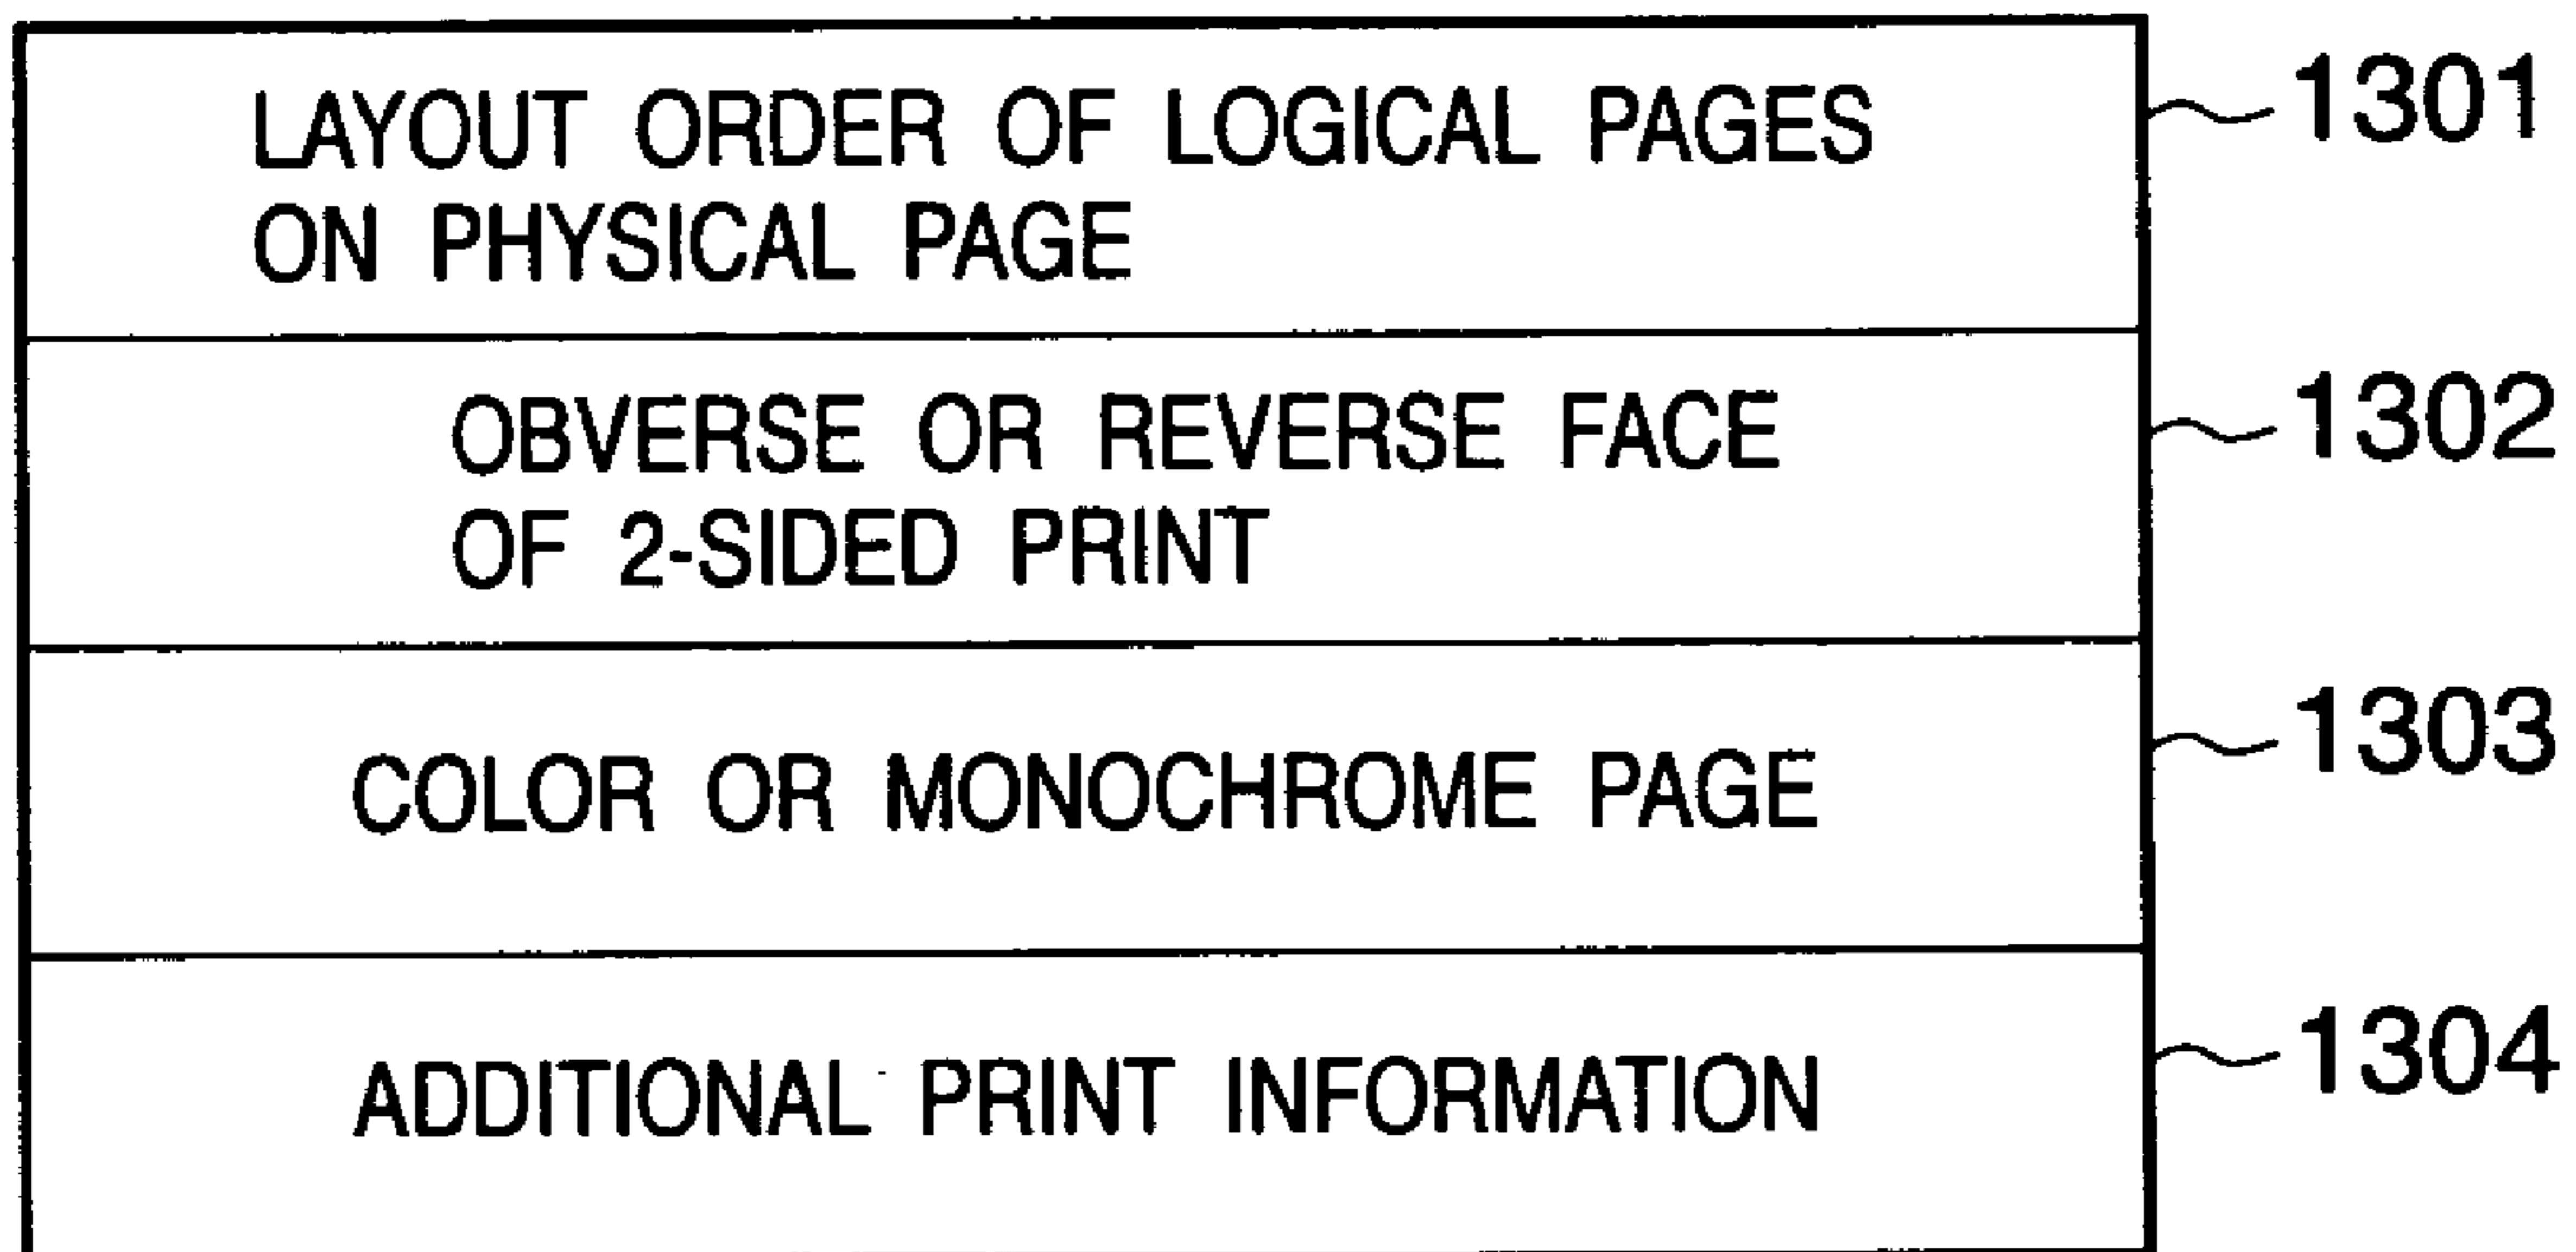 LAYOUT ORDER OF LOGICAL PAGES
ON PHYSICAL PAGE
1301
OBVERSE OR REVERSE FACE
OF 2-SIDED PRINT
1302
COLOR OR MONOCHROME PAGE
1303
ADDITIONAL PRINT INFORMATION
1304